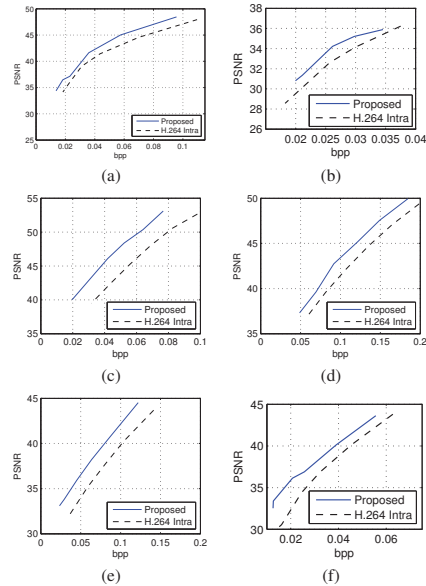 50
45
40
35
30
25
0 0.02 0.04 0.06 0.08 0.1
PSNR
bpp
Proposed
H.264 Intra
(a)
38
36
34
32
30
28
26
0.02 0.025 0.03 0.035 0.04
PSNR
bpp
Proposed
H.264 Intra
(b)
55
50
45
40
35
0 0.02 0.04 0.06 0.08 0.1
PSNR
bpp
Proposed
H.264 Intra
(c)
50
45
40
35
0 0.05 0.1 0.15 0.2
PSNR
bpp
Proposed
H.264 Intra
(d)
45
40
35
30
0 0.05 0.1 0.15 0.2
PSNR
bpp
Proposed
H.264 Intra
(e)
45
40
35
30
0.02 0.04 0.06
PSNR
bpp
Proposed
H.264 Intra
(f)